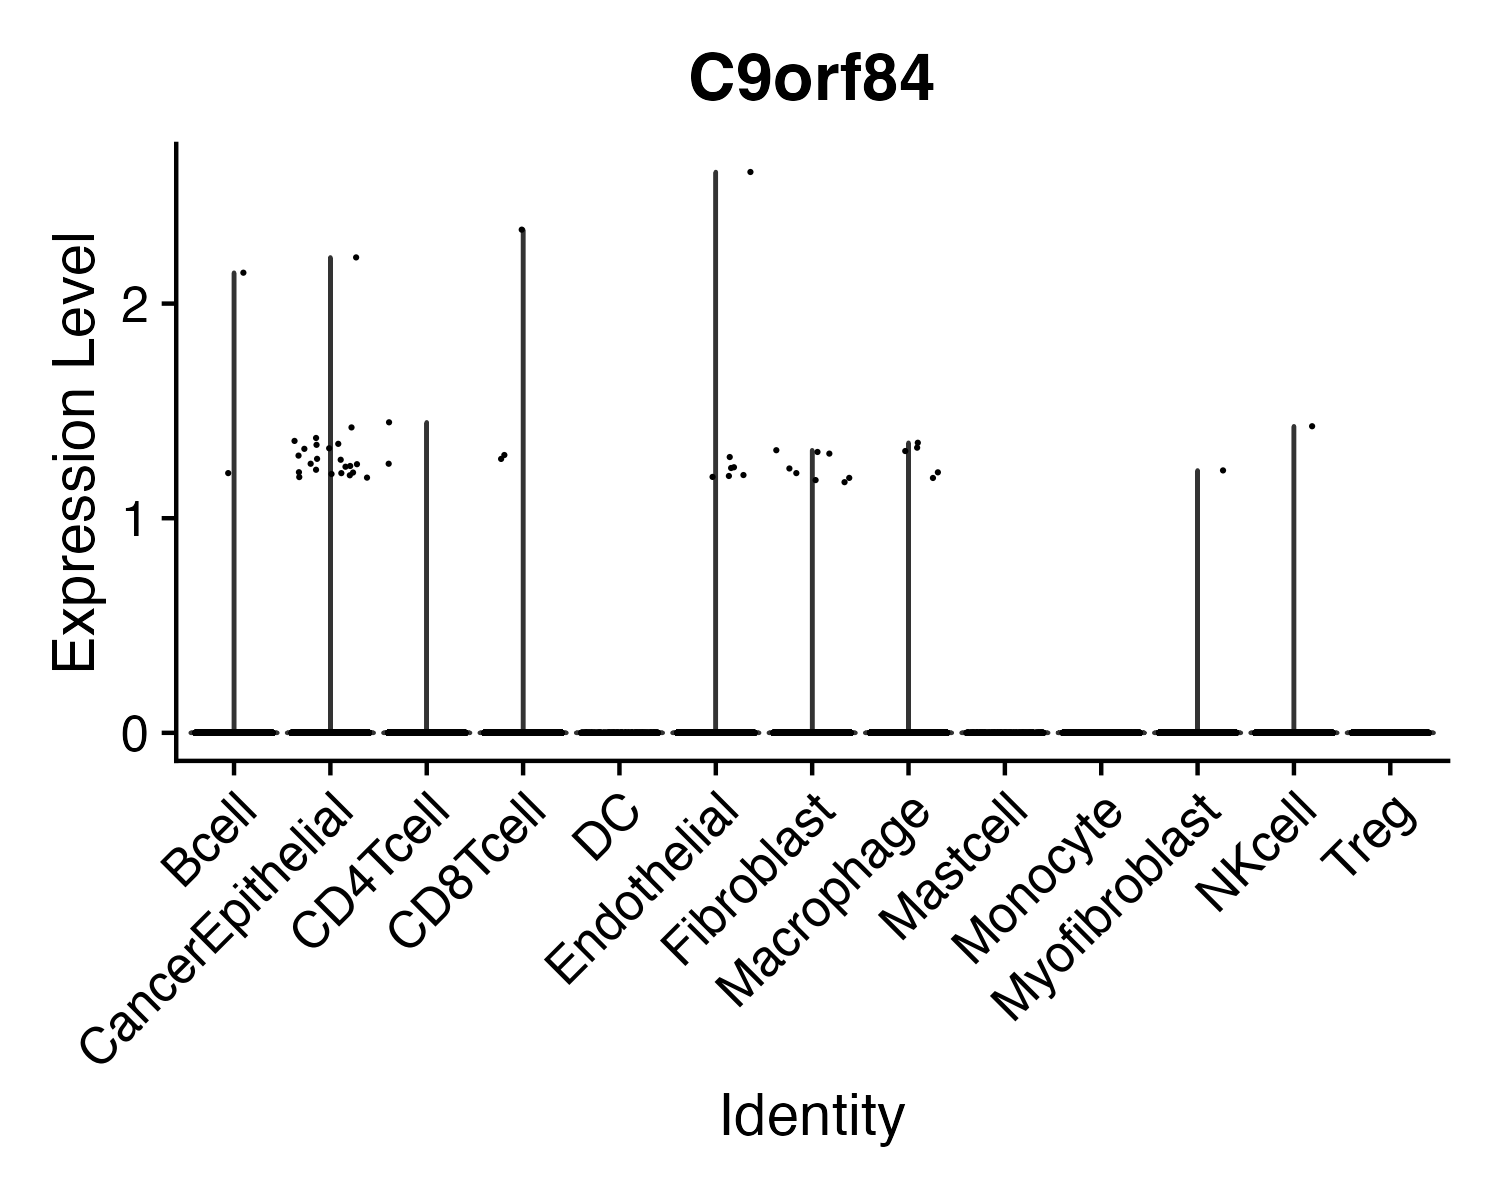 C9orf84
Expression Level
2
1
0
Bcell
CancerEpithelial
CD4Tcell
CD8Tcell
DC
Endothelial
Fibroblast
Macrophage
Mastcell
Monocyte
Myofibroblast
NKcell
Treg
Identity